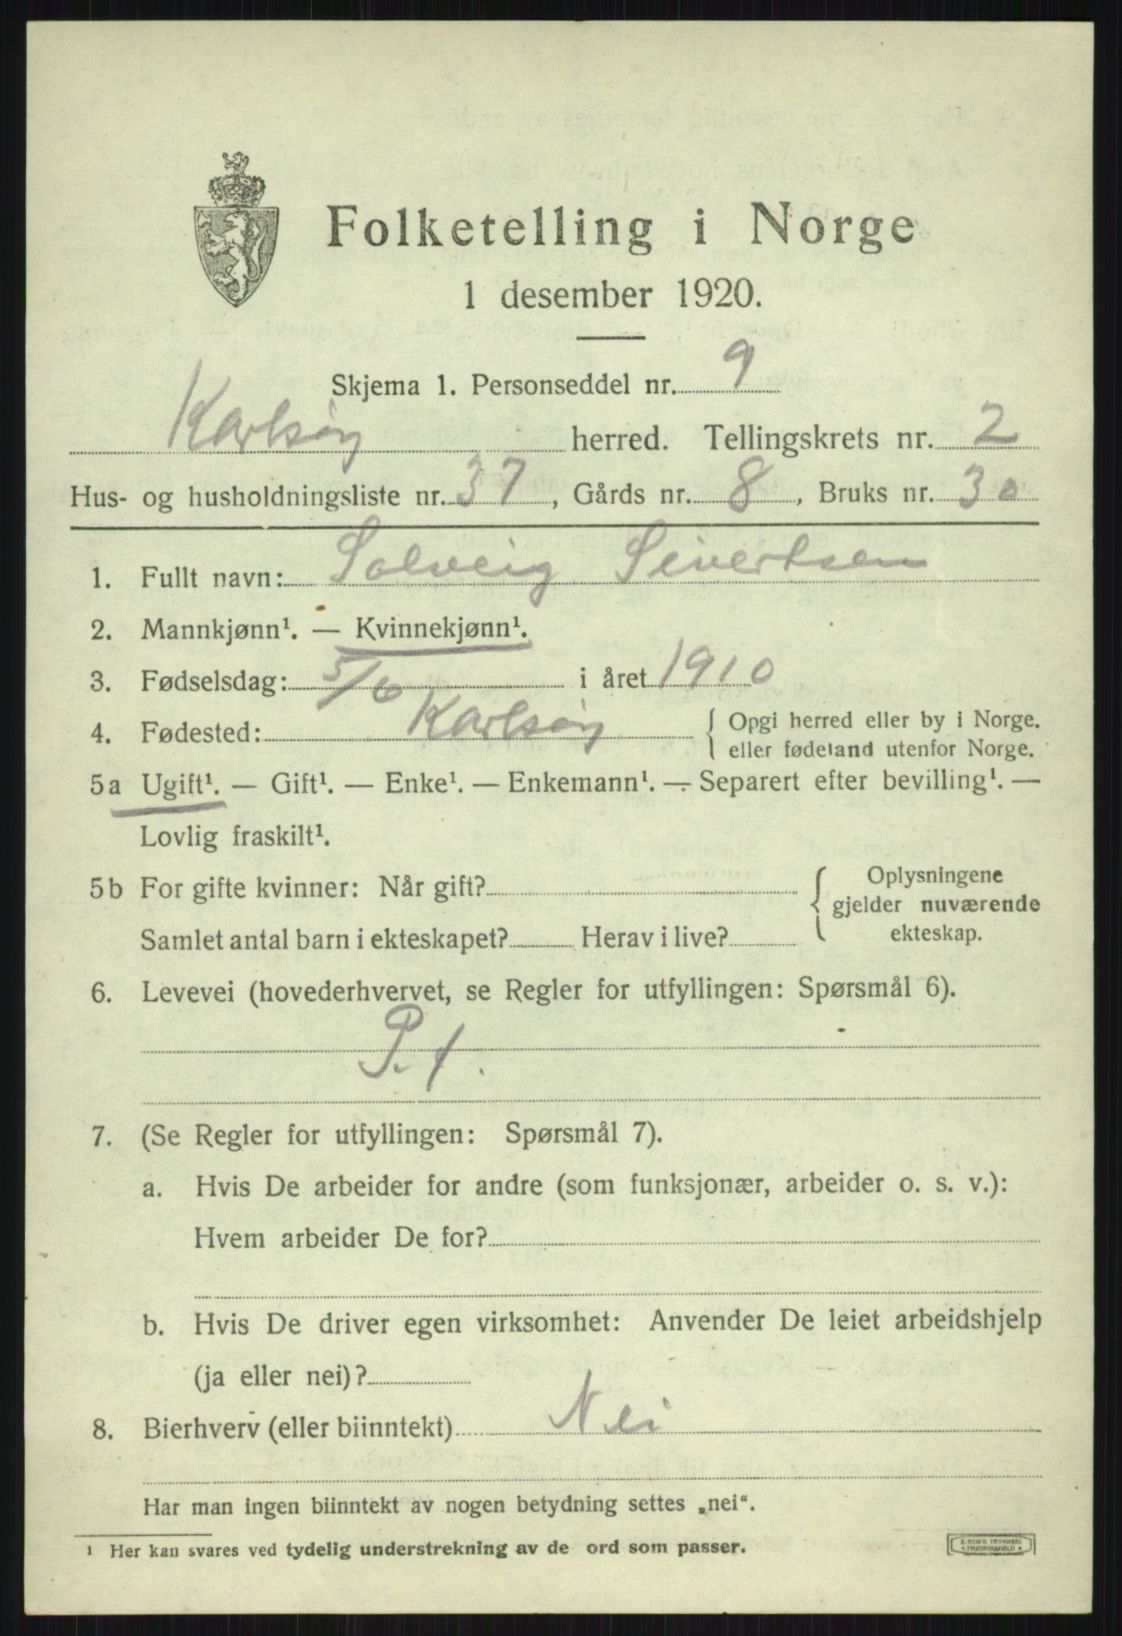 Folketelling i Norge
1 desember 1920.
Skjema 1. Personseddel nr. 9
Karlsøy herred. Tellingskrets nr. 2
Hus- og husholdningsliste nr. 37, Gårds nr. 8, Bruks nr. 30
1. Fullt navn: Solveig Sivertsen
2. Mannkjønn¹. — Kvinnekjønn¹.
3. Fødselsdag: 5/6 i året 1910
4. Fødested: Karlsøy { Opgi herred eller by i Norge.
eller fødeland utenfor Norge.
5a Ugift¹. — Gift¹. — Enke¹. — Enkemann¹. — Separert efter bevilling¹. —
Lovlig fraskilt¹.
5b For gifte kvinner: Når gift? { Oplysningene
gjelder nuværende
Samlet antal barn i ekteskapet? Herav i live? ekteskap.
6. Levevei (hovederhvervet, se Regler for utfyllingen: Spørsmål 6).
P. f.
7. (Se Regler for utfyllingen: Spørsmål 7).
a. Hvis De arbeider for andre (som funksjonær, arbeider o. s. v.):
Hvem arbeider De for?
b. Hvis De driver egen virksomhet: Anvender De leiet arbeidshjelp
(ja eller nei)?
8. Bierhverv (eller biinntekt) Nei
Har man ingen biinntekt av nogen betydning settes „nei“.
¹ Her kan svares ved tydelig understrekning av de ord som passer.